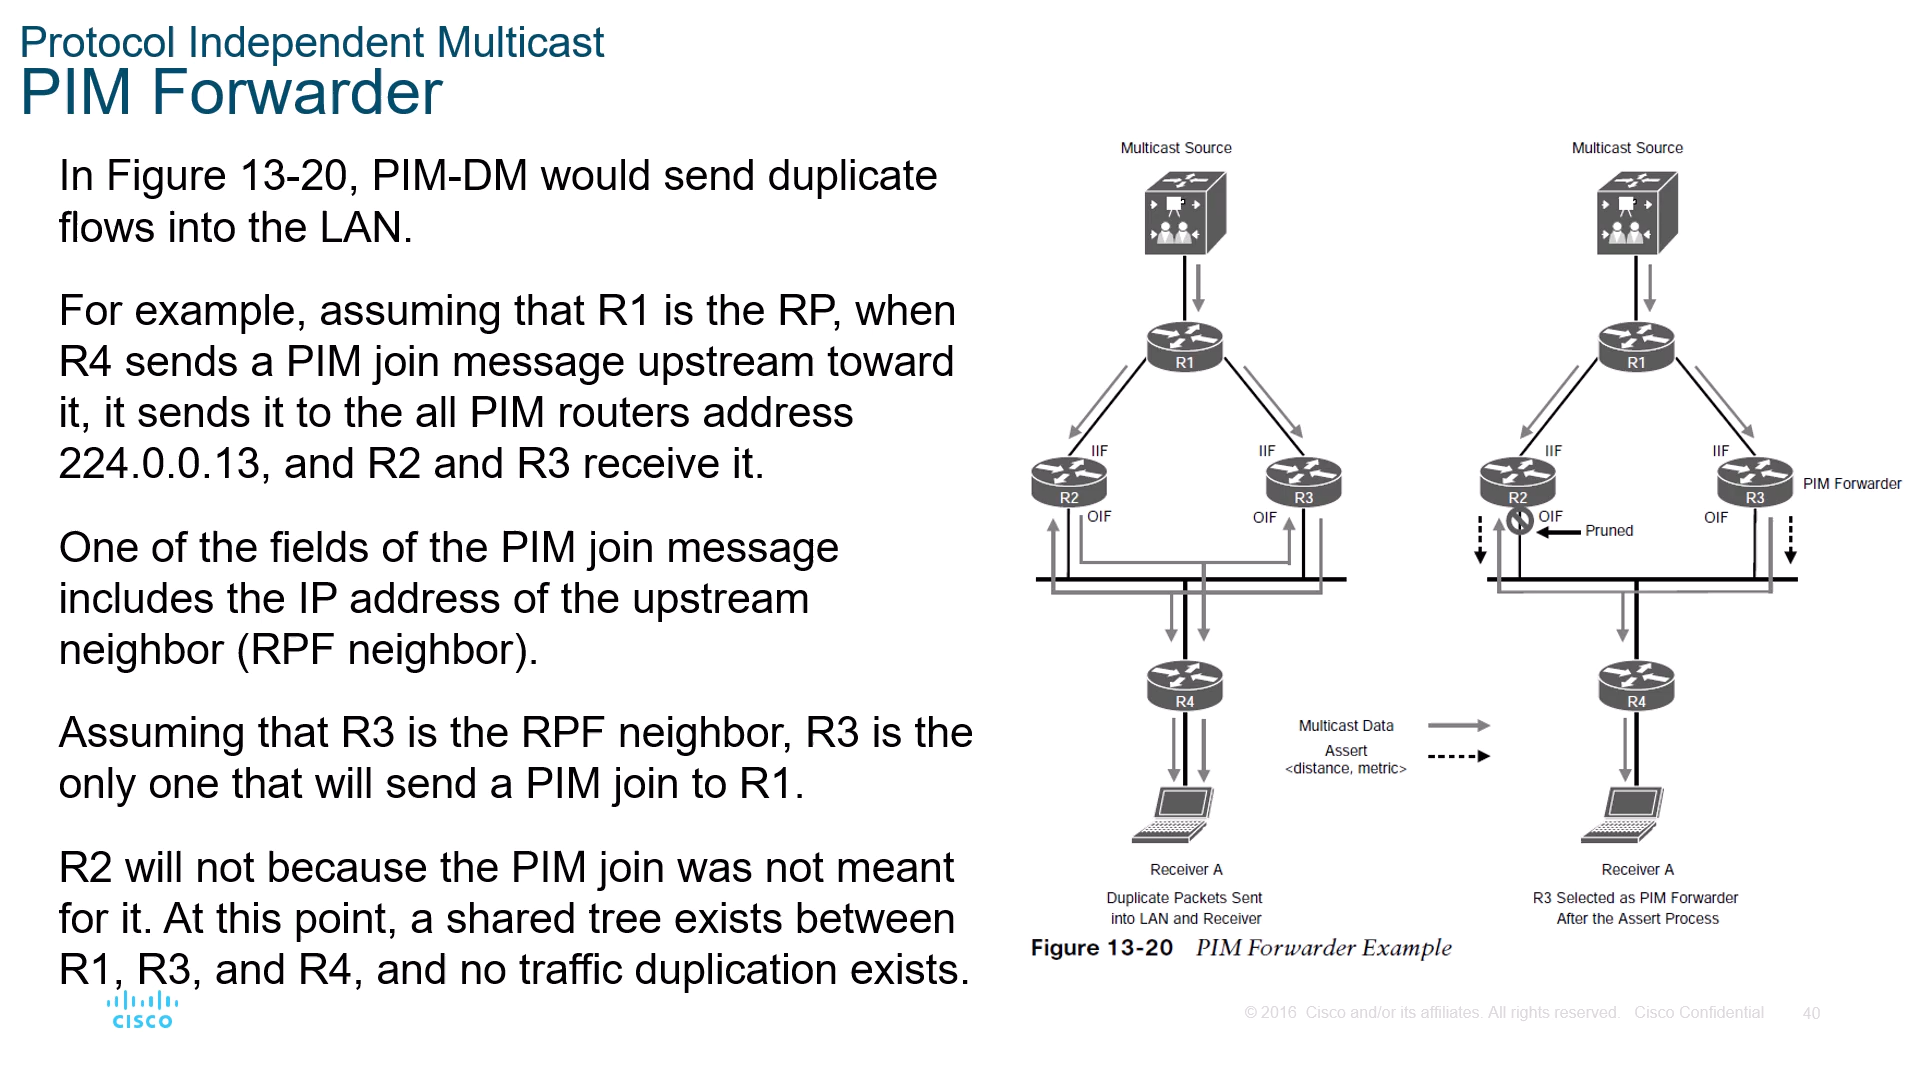 Protocol Independent Multicast
PIM Forwarder
In Figure 13-20, PIM-DM would send duplicate
flows into the LAN.
For example, assuming that R1 is the RP, when
R4 sends a PIM join message upstream toward
it, it sends it to the all PIM routers address
224.0.0.13, and R2 and R3 receive it.
One of the fields of the PIM join message
includes the IP address of the upstream
neighbor (RPF neighbor).
Assuming that R3 is the RPF neighbor, R3 is the
only one that will send a PIM join to R1.
R2 will not because the PIM join was not meant
for it. At this point, a shared tree exists between
R1, R3, and R4, and no traffic duplication exists.
Multicast Source
R1
IIF
IIF
R2
R3
OIF
OIF
R4
Receiver A
Duplicate Packets Sent
into LAN and Receiver
Multicast Data
Assert
<distance, metric>
Multicast Source
R1
IIF
IIF
R2
R3
PIM Forwarder
OIF
OIF
Pruned
R4
Receiver A
R3 Selected as PIM Forwarder
After the Assert Process
Figure 13-20 PIM Forwarder Example
CISCO
© 2016 Cisco and/or its affiliates. All rights reserved. Cisco Confidential
40